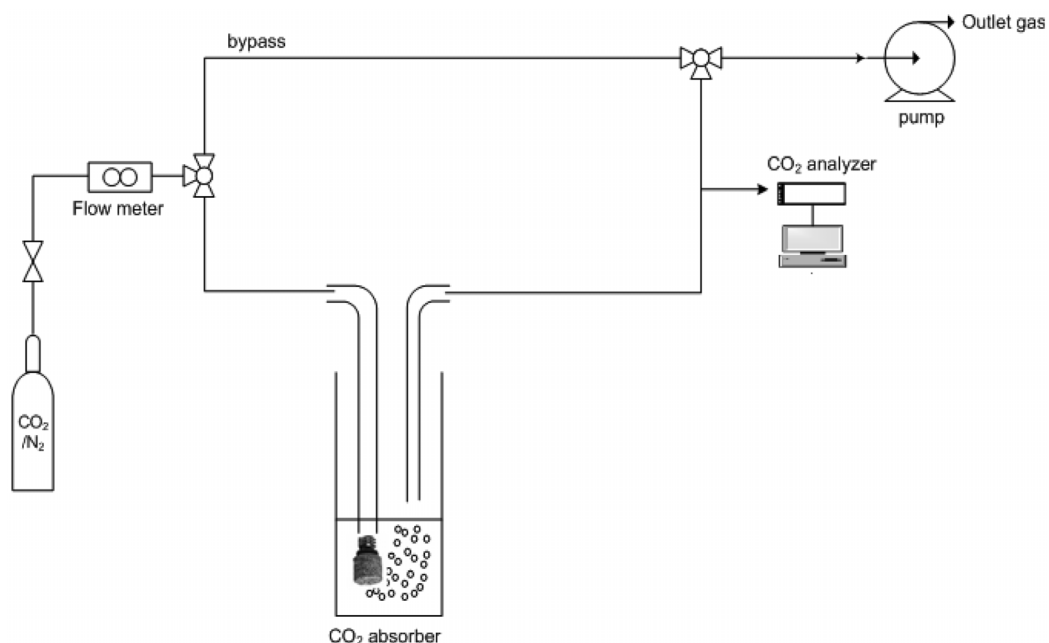 bypass
Outlet gas
pump
CO₂ analyzer
Flow meter
CO₂
/N₂
CO₂ absorber